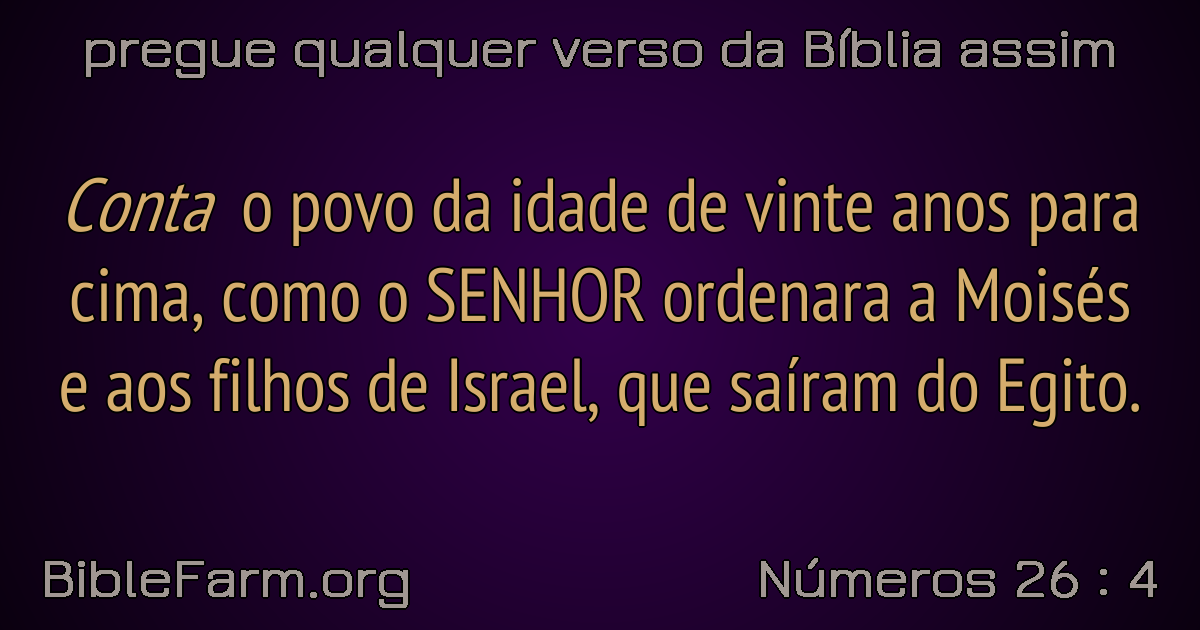 pregue qualquer verso da Bíblia assim
Conta o povo da idade de vinte anos para
cima, como o SENHOR ordenara a Moisés
e aos filhos de Israel, que saíram do Egito.
BibleFarm.org
Números 26 : 4